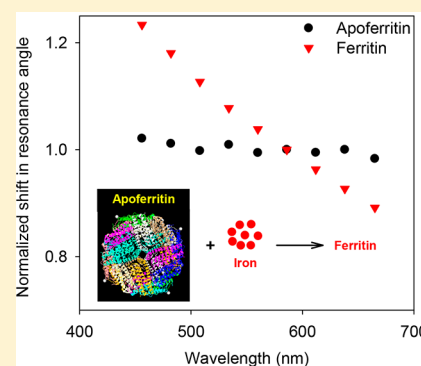 Normalized shift in resonance angle
1.2
1.0
0.8
Apoferritin
Ferritin
Apoferritin
+
Iron
Ferritin
400
500
600
700
Wavelength (nm)